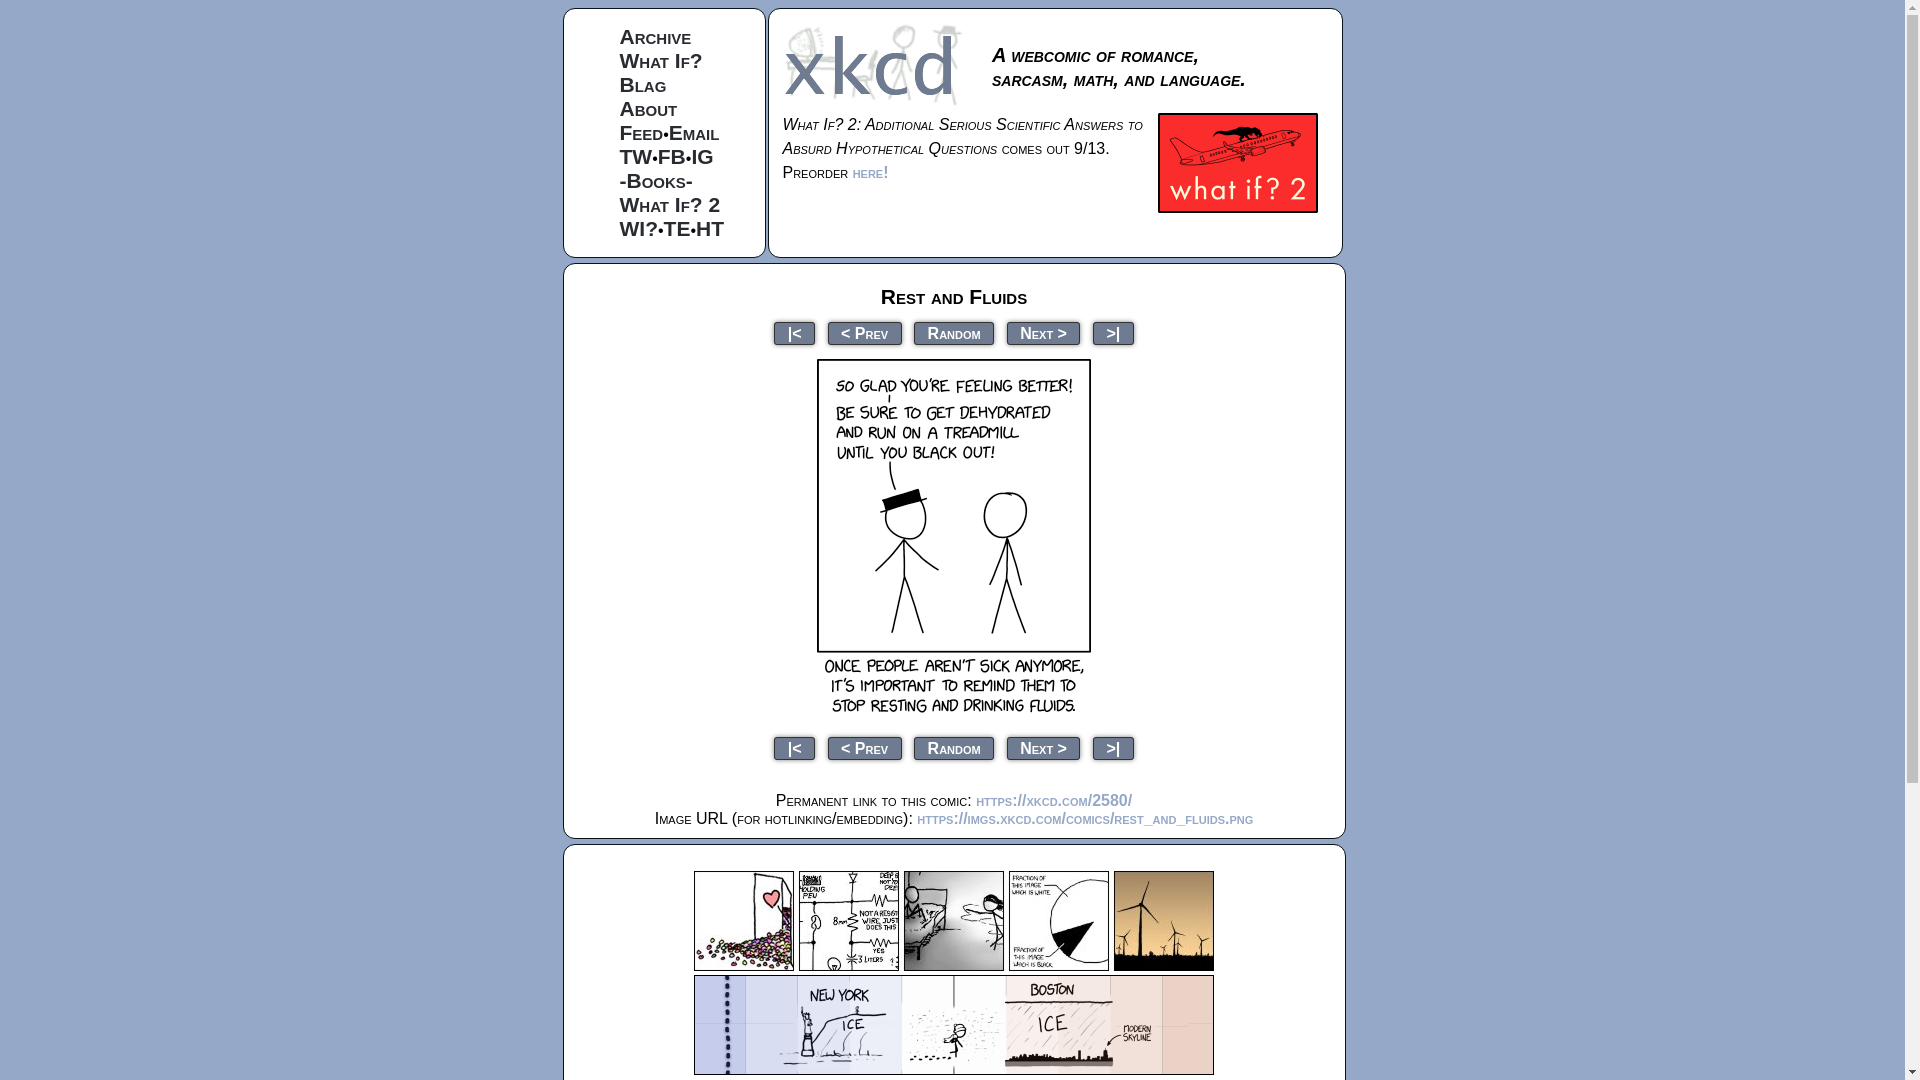 Archive
What If?
Blag
About
Feed•Email
TW•FB•IG
-Books-
What If? 2
WI?•TE•HT
xkcd
A webcomic of romance,
sarcasm, math, and language.
What If? 2: Additional Serious Scientific Answers to
Absurd Hypothetical Questions comes out 9/13.
Preorder here!
what if? 2
Rest and Fluids
|<
< Prev
Random
Next >
>|
SO GLAD YOU'RE FEELING BETTER!
BE SURE TO GET DEHYDRATED
AND RUN ON A TREADMILL
UNTIL YOU BLACK OUT!
ONCE PEOPLE AREN'T SICK ANYMORE,
IT'S IMPORTANT TO REMIND THEM TO
STOP RESTING AND DRINKING FLUIDS.
|<
< Prev
Random
Next >
>|
Permanent link to this comic: https://xkcd.com/2580/
Image URL (for hotlinking/embedding): https://imgs.xkcd.com/comics/rest_and_fluids.png
HOLDING
PEU
8mm
NOT A RESIST
WIRE, JUST
DOES THIS
YES
3 LITERS
FRACTION OF
THIS IMAGE
WHICH IS WHITE
FRACTION OF
THIS IMAGE
WHICH IS BLACK
NEW YORK
ICE
BOSTON
ICE
MODERN
SKYLINE